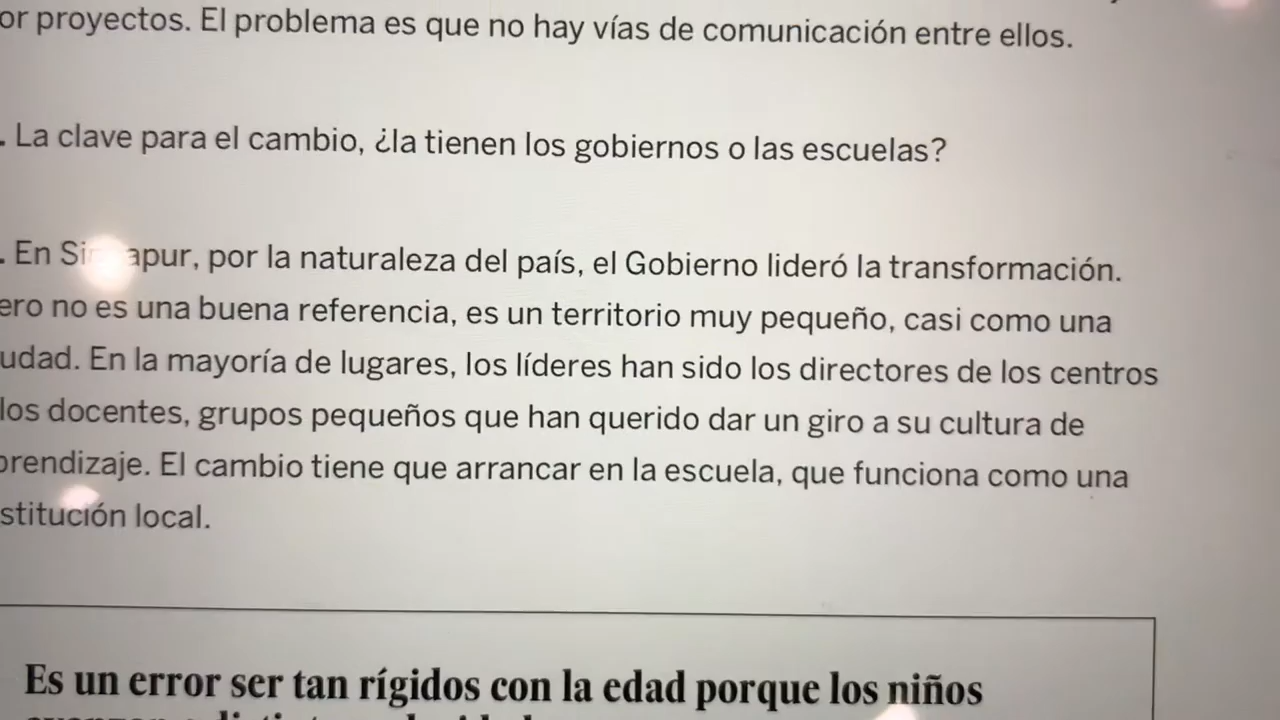 or proyectos. El problema es que no hay vías de comunicación entre ellos.
. La clave para el cambio, ¿la tienen los gobiernos o las escuelas?
. En Singapur, por la naturaleza del país, el Gobierno lideró la transformación.
ero no es una buena referencia, es un territorio muy pequeño, casi como una
udad. En la mayoría de lugares, los líderes han sido los directores de los centros
los docentes, grupos pequeños que han querido dar un giro a su cultura de
prendizaje. El cambio tiene que arrancar en la escuela, que funciona como una
stitución local.
Es un error ser tan rígidos con la edad porque los niños